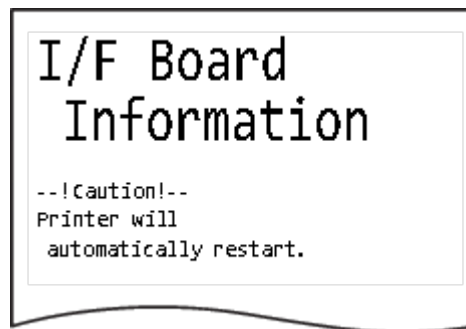 I/F Board
Information
--!Caution!--
Printer will
automatically restart.